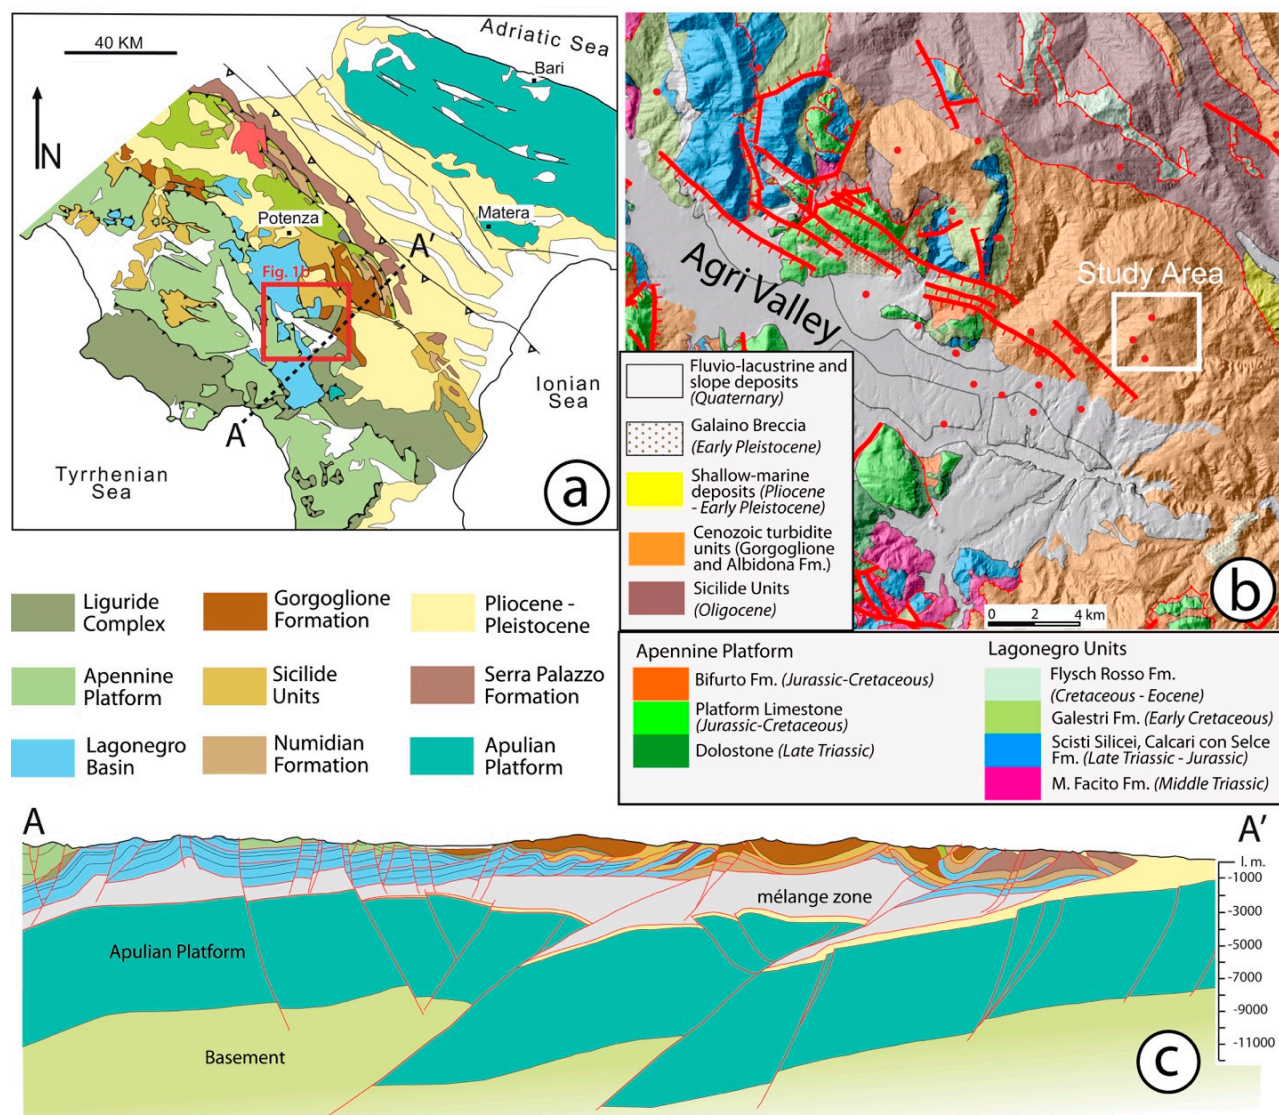 40 KM
Adriatic Sea
Bari
N
Potenza
Matera
A'
Fig. 1b
A
Ionian
Sea
Tyrrhenian
Sea
a
Agri Valley
Study Area
b
0 2 4 km
Fluvio-lacustrine and
slope deposits
(Quaternary)
Galaino Breccia
(Early Pleistocene)
Shallow-marine
deposits (Pliocene
- Early Pleistocene)
Cenozoic turbidite
units (Gorgoglione
and Albidona Fm.)
Sicilide Units
(Oligocene)
Apennine Platform
Bifurto Fm. (Jurassic-Cretaceous)
Platform Limestone
(Jurassic-Cretaceous)
Dolostone (Late Triassic)
Lagonegro Units
Flysch Rosso Fm.
(Cretaceous - Eocene)
Galestri Fm. (Early Cretaceous)
Scisti Silicei, Calcari con Selce
Fm. (Late Triassic - Jurassic)
M. Facito Fm. (Middle Triassic)
Liguride
Complex
Gorgoglione
Formation
Pliocene -
Pleistocene
Apennine
Platform
Sicilide
Units
Serra Palazzo
Formation
Lagonegro
Basin
Numidian
Formation
Apulian
Platform
A
A'
l. m.
-1000
-3000
-5000
-7000
-9000
-11000
mélange zone
Apulian Platform
Basement
c